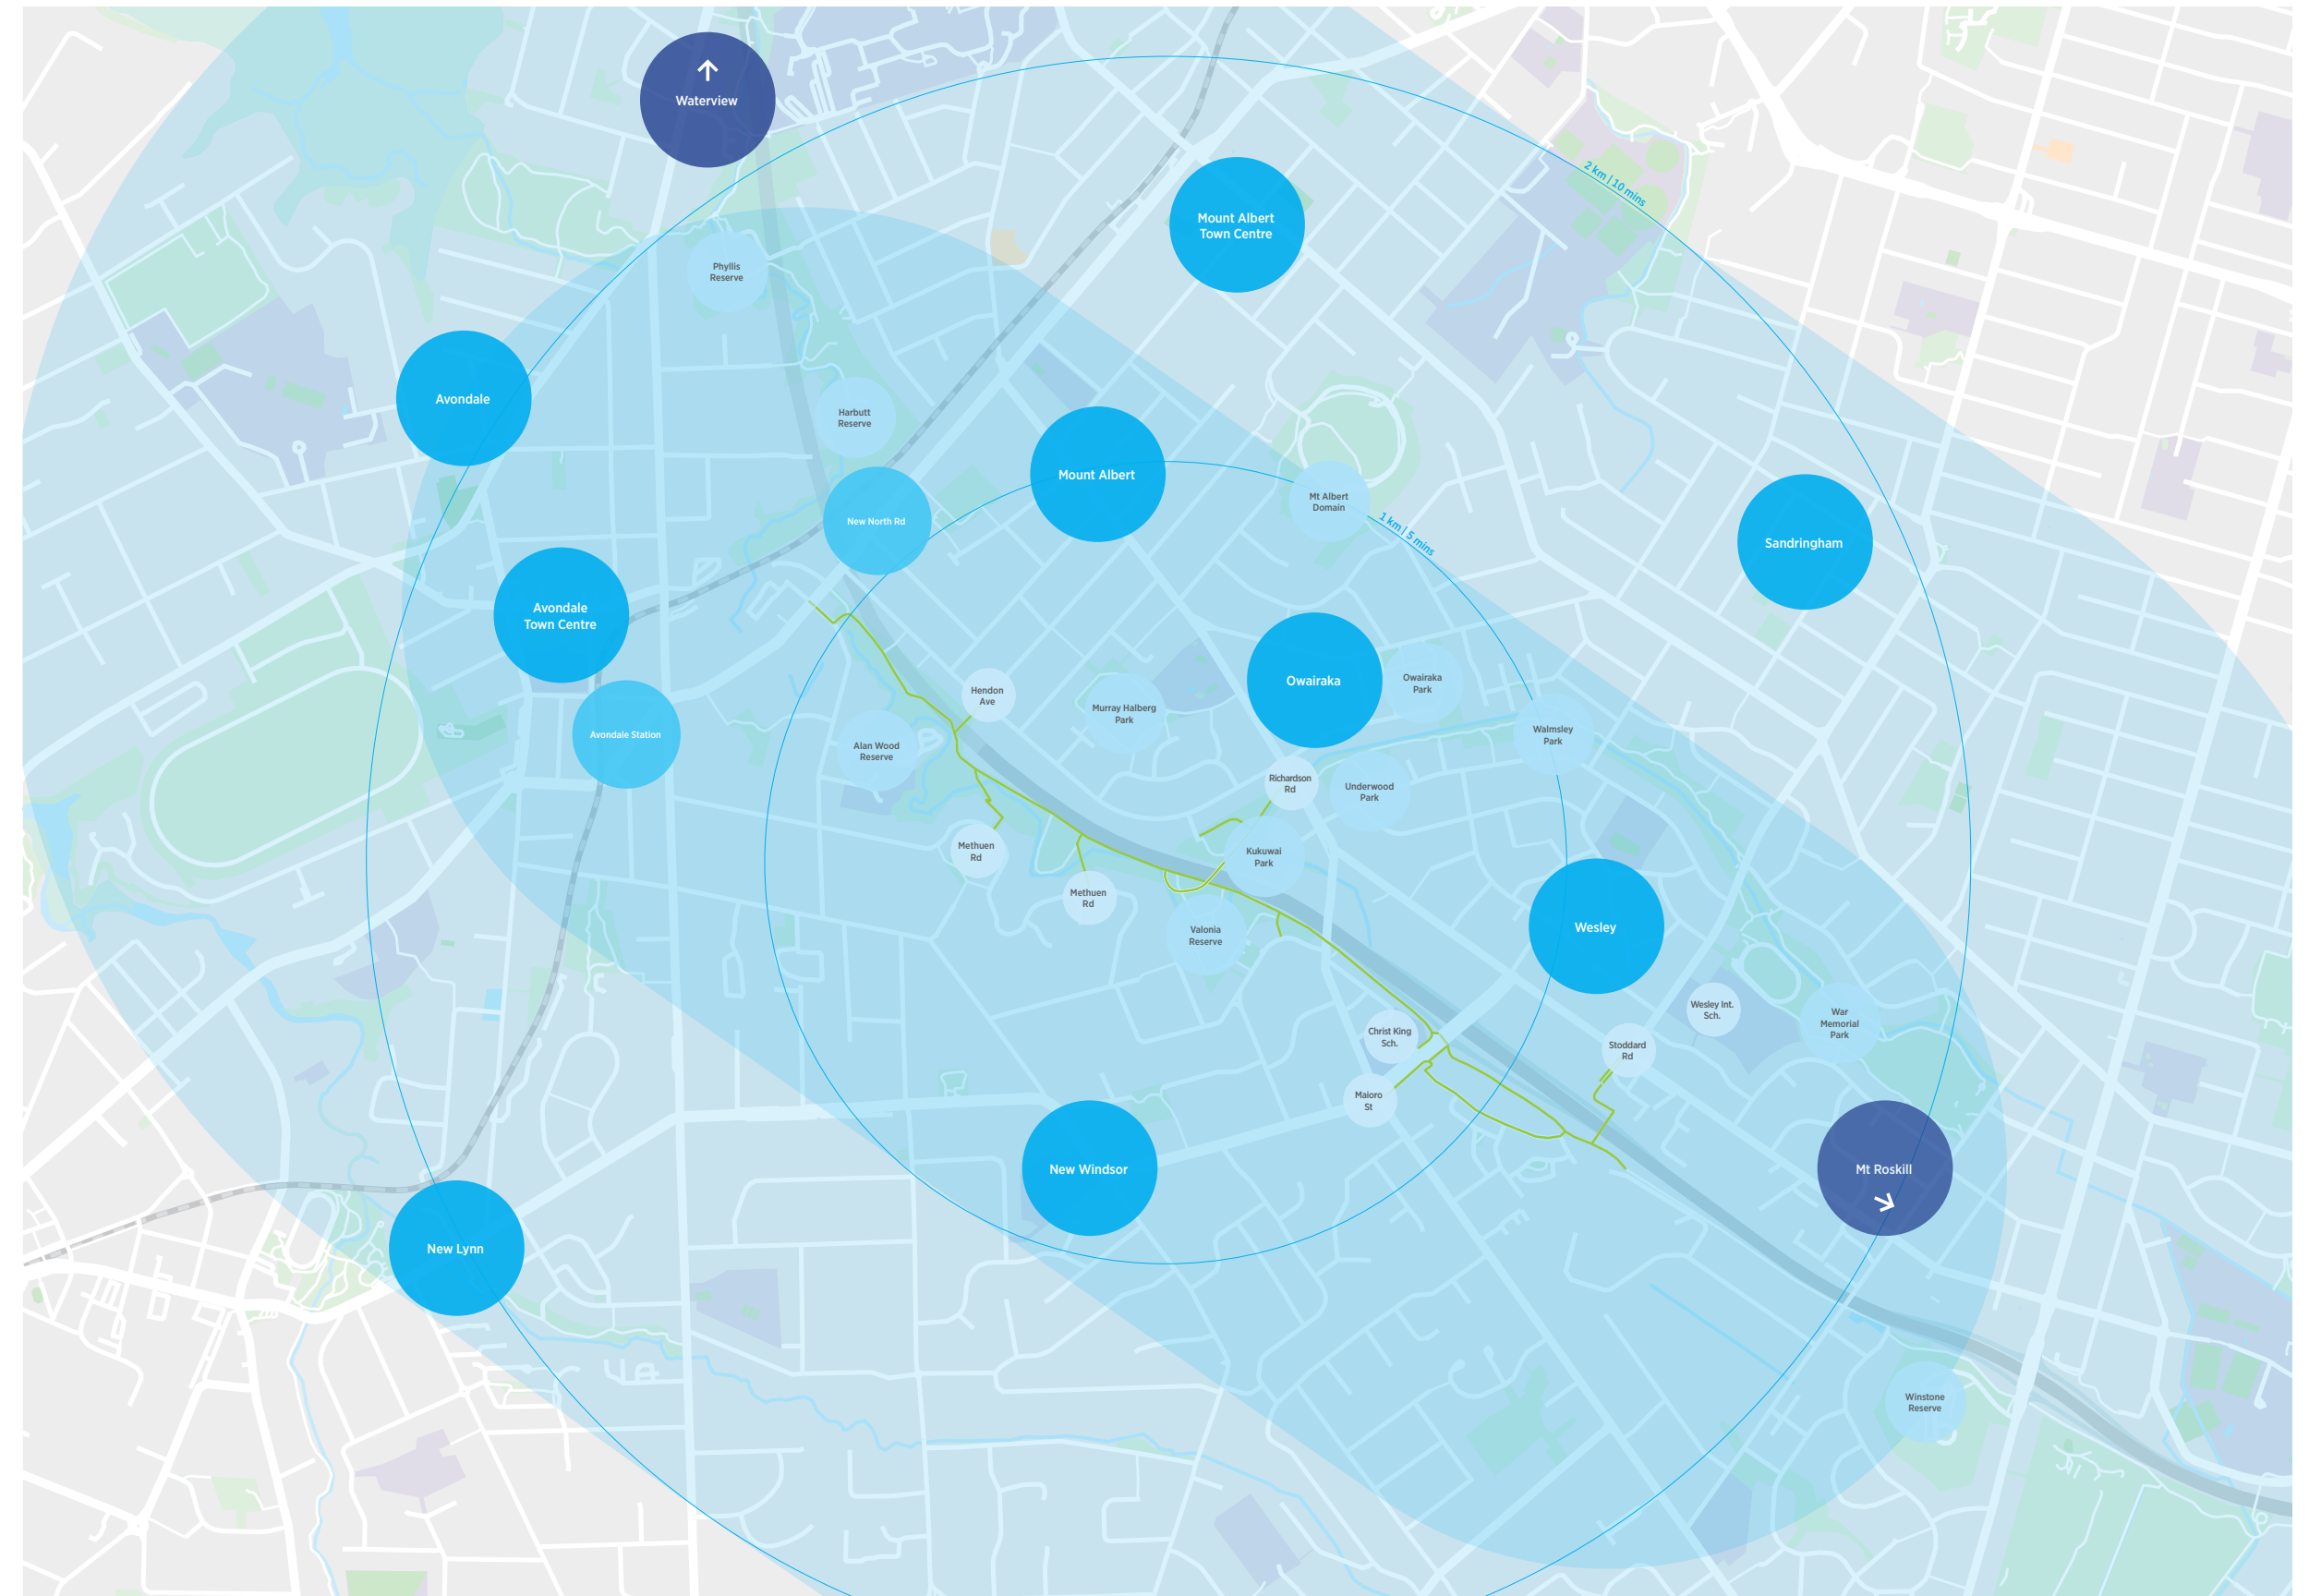 Waterview
2 km | 10 mins
Mount Albert
Town Centre
Phyllis
Reserve
Avondale
Harbutt
Reserve
Mount Albert
Mt Albert
Domain
New North Rd
1 km | 5 mins
Sandringham
Avondale
Town Centre
Owairaka
Owairaka
Park
Hendon
Ave
Murray Halberg
Park
Avondale Station
Walmsley
Park
Alan Wood
Reserve
Richardson
Rd
Underwood
Park
Methuen
Rd
Kukuwai
Park
Methuen
Rd
Valonia
Reserve
Wesley
Wesley Int.
Sch.
War
Memorial
Park
Christ King
Sch.
Stoddard
Rd
Maioro
St
New Windsor
Mt Roskill
New Lynn
Winstone
Reserve